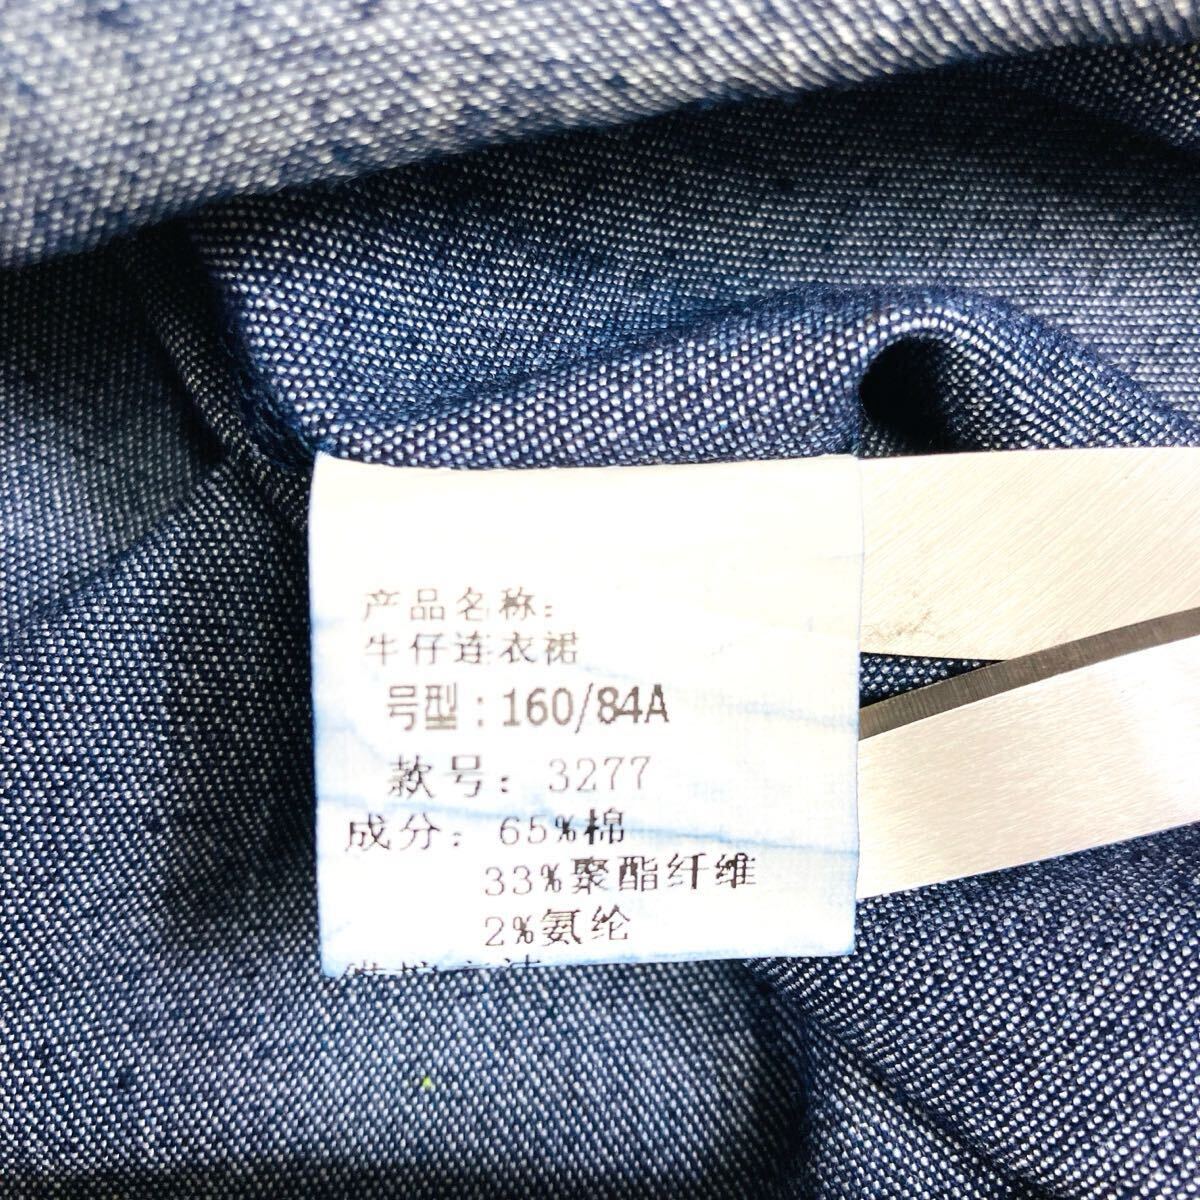 产品名称:
牛仔连衣裙
号型:160/84A
款号:3277
成分:65%棉
33%聚酯纤维
2%氨纶